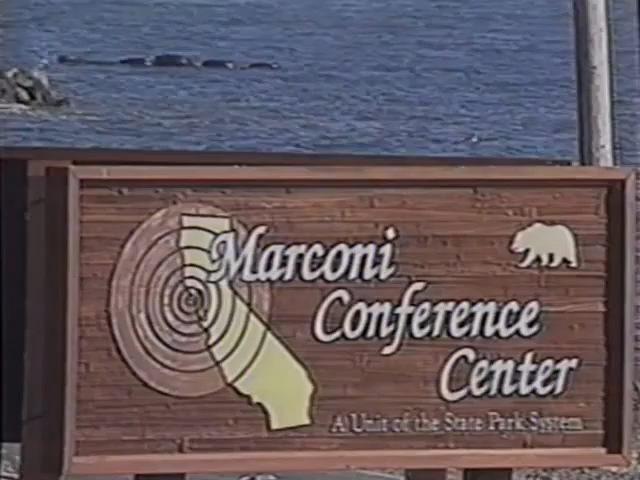 Marconi
Conference
Center
A Unit of the State Park System